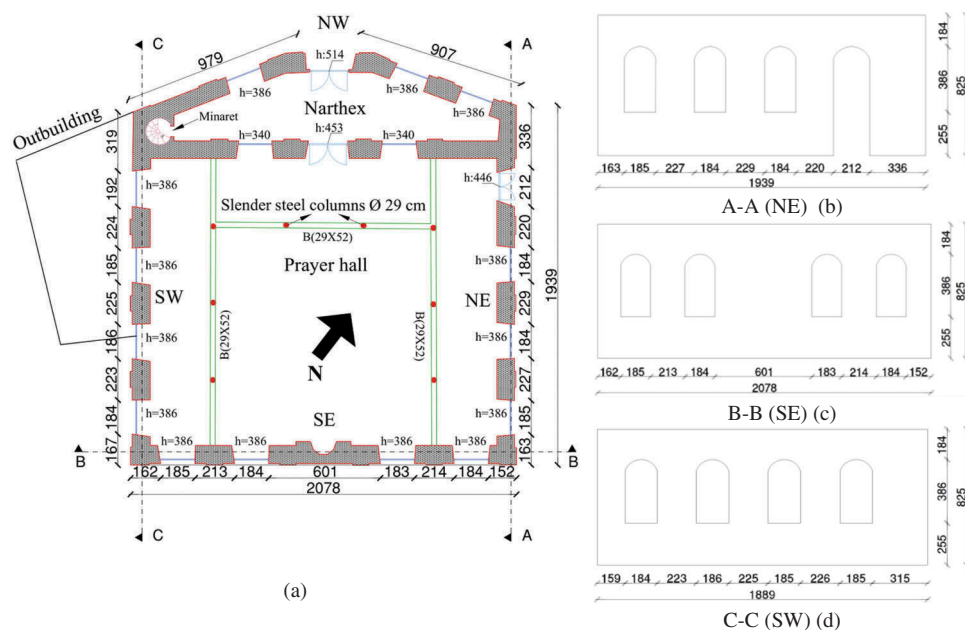 NW
C
A
979
907
h:514
h=386
h=386
Narthex
Outbuilding
Minaret
319
336
h=340
h:453
h=340
h=386
h:446
192
212
Slender steel columns Ø 29 cm
B(29X52)
224
220
h=386
Prayer hall
h=386
185
184
SW
NE
225
229
1939
B(29X52)
B(29X52)
h=386
h=386
186
184
N
223
227
h=386
SE
h=386
184
185
h=386
h=386
h=386
h=386
167
163
B
B
162 185 213 184 601 183 214 184 152
2078
C
A
(a)
184
386
255
825
163 185 227 184 229 184 220 212 336
1939
A-A (NE) (b)
184
386
255
825
162 185 213 184 601 183 214 184 152
2078
B-B (SE) (c)
184
386
255
825
159 184 223 186 225 185 226 185 315
1889
C-C (SW) (d)